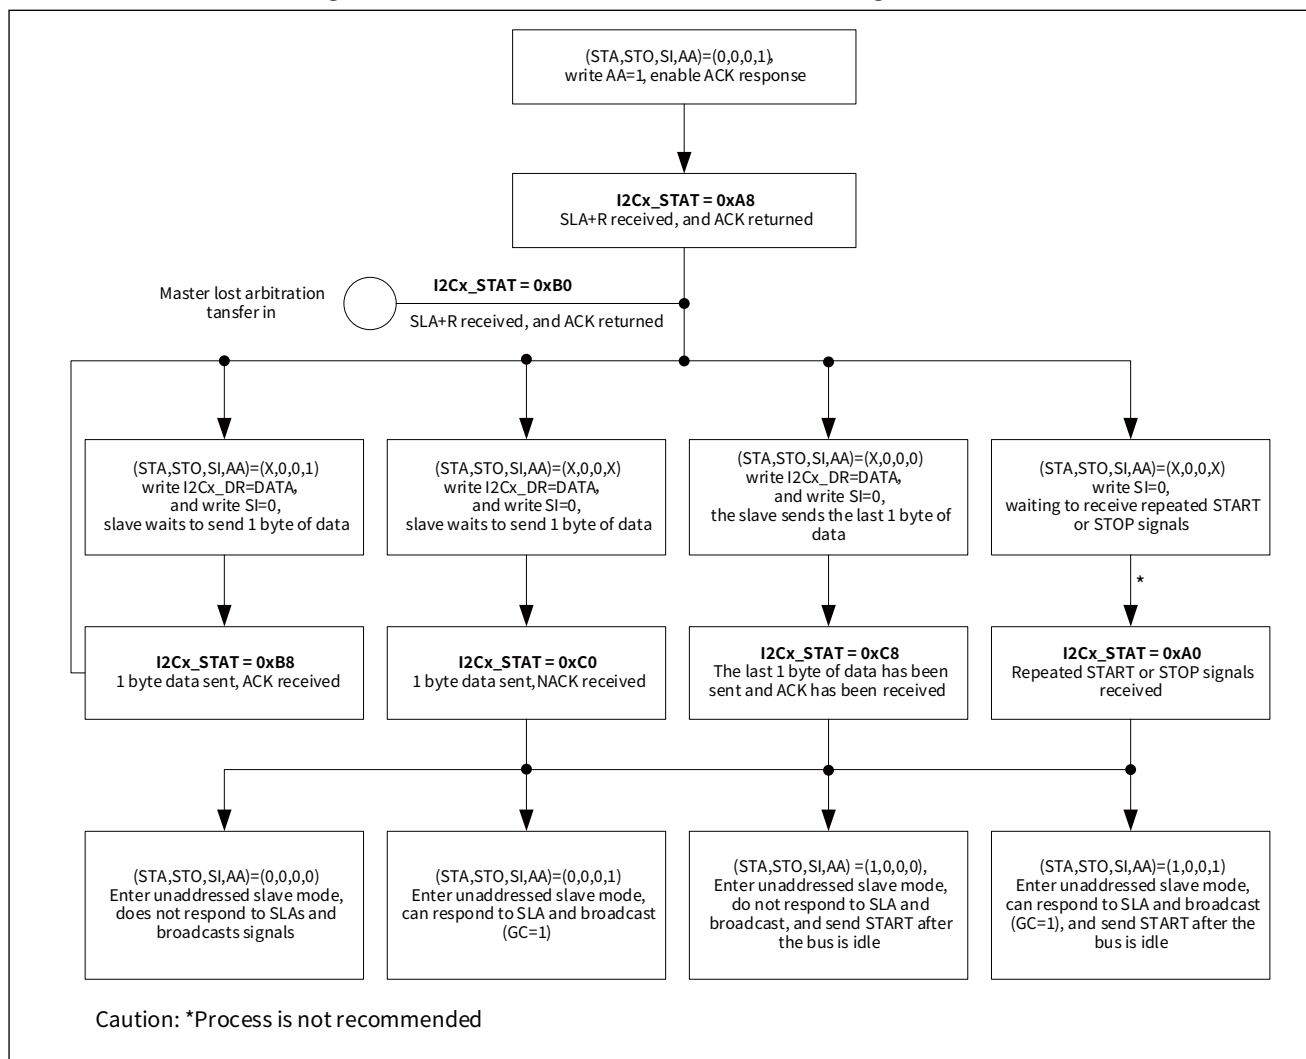 (STA,STO,SI,AA)=(0,0,0,1),
write AA=1, enable ACK response
I2Cx_STAT = 0xA8
SLA+R received, and ACK returned
Master lost arbitration
tansfer in
I2Cx_STAT = 0xB0
SLA+R received, and ACK returned
(STA,STO,SI,AA)=(X,0,0,1)
write I2Cx_DR=DATA,
and write SI=0,
slave waits to send 1 byte of data
(STA,STO,SI,AA)=(X,0,0,X)
write I2Cx_DR=DATA,
and write SI=0,
slave waits to send 1 byte of data
(STA,STO,SI,AA)=(X,0,0,0)
write I2Cx_DR=DATA,
and write SI=0,
the slave sends the last 1 byte of
data
(STA,STO,SI,AA)=(X,0,0,X)
write SI=0,
waiting to receive repeated START
or STOP signals
*
I2Cx_STAT = 0xB8
1 byte data sent, ACK received
I2Cx_STAT = 0xC0
1 byte data sent,NACK received
I2Cx_STAT = 0xC8
The last 1 byte of data has been
sent and ACK has been received
I2Cx_STAT = 0xA0
Repeated START or STOP signals
received
(STA,STO,SI,AA)=(0,0,0,0)
Enter unaddressed slave mode,
does not respond to SLAs and
broadcasts signals
(STA,STO,SI,AA)=(0,0,0,1)
Enter unaddressed slave mode,
can respond to SLA and broadcast
(GC=1)
(STA,STO,SI,AA) =(1,0,0,0),
Enter unaddressed slave mode,
do not respond to SLA and
broadcast, and send START after
the bus is idle
(STA,STO,SI,AA)=(1,0,0,1)
Enter unaddressed slave mode,
can respond to SLA and broadcast
(GC=1), and send START after the
bus is idle
Caution: *Process is not recommended